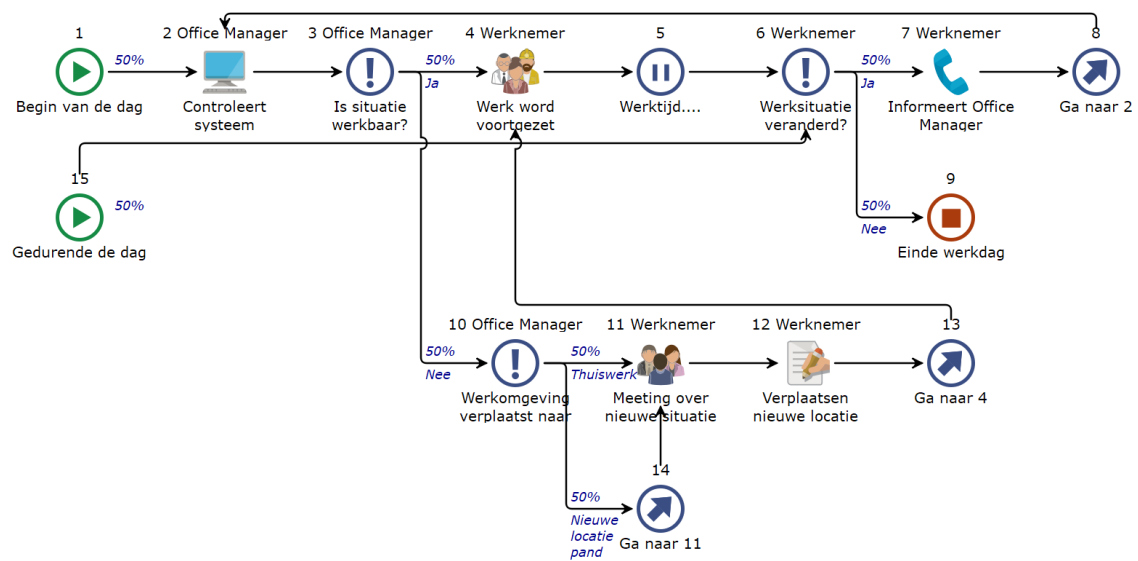 1
2 Office Manager
3 Office Manager
4 Werknemer
5
6 Werknemer
7 Werknemer
8
50%
50%
Ja
50%
Ja
Begin van de dag
Controleert
systeem
Is situatie
werkbaar?
Werk word
voortgezet
Werktijd....
Werksituatie
veranderd?
Informeert Office
Manager
Ga naar 2
15
50%
Gedurende de dag
9
50%
Nee
Einde werkdag
10 Office Manager
11 Werknemer
12 Werknemer
13
50%
Nee
50%
Thuiswerk
Werkomgeving
verplaatst naar
Meeting over
nieuwe situatie
Verplaatsen
nieuwe locatie
Ga naar 4
14
50%
Nieuwe
locatie
pand
Ga naar 11